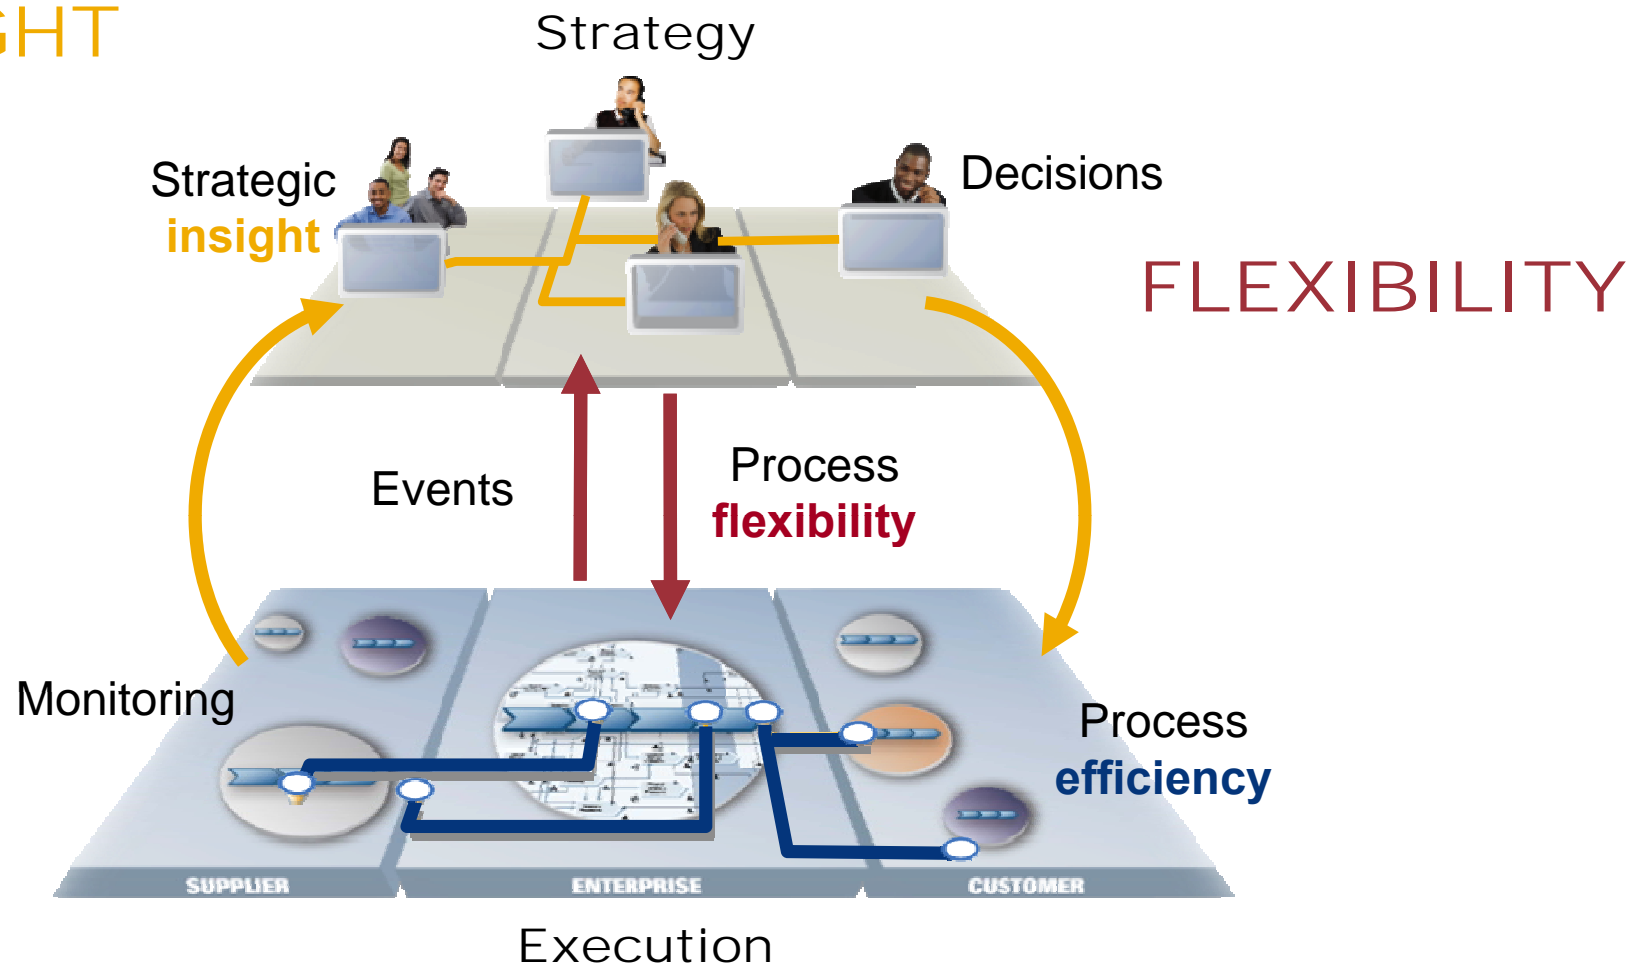 GHT
Strategy
Strategic
insight
Decisions
FLEXIBILITY
Events
Process
flexibility
Monitoring
Process
efficiency
SUPPLIER
ENTERPRISE
CUSTOMER
Execution